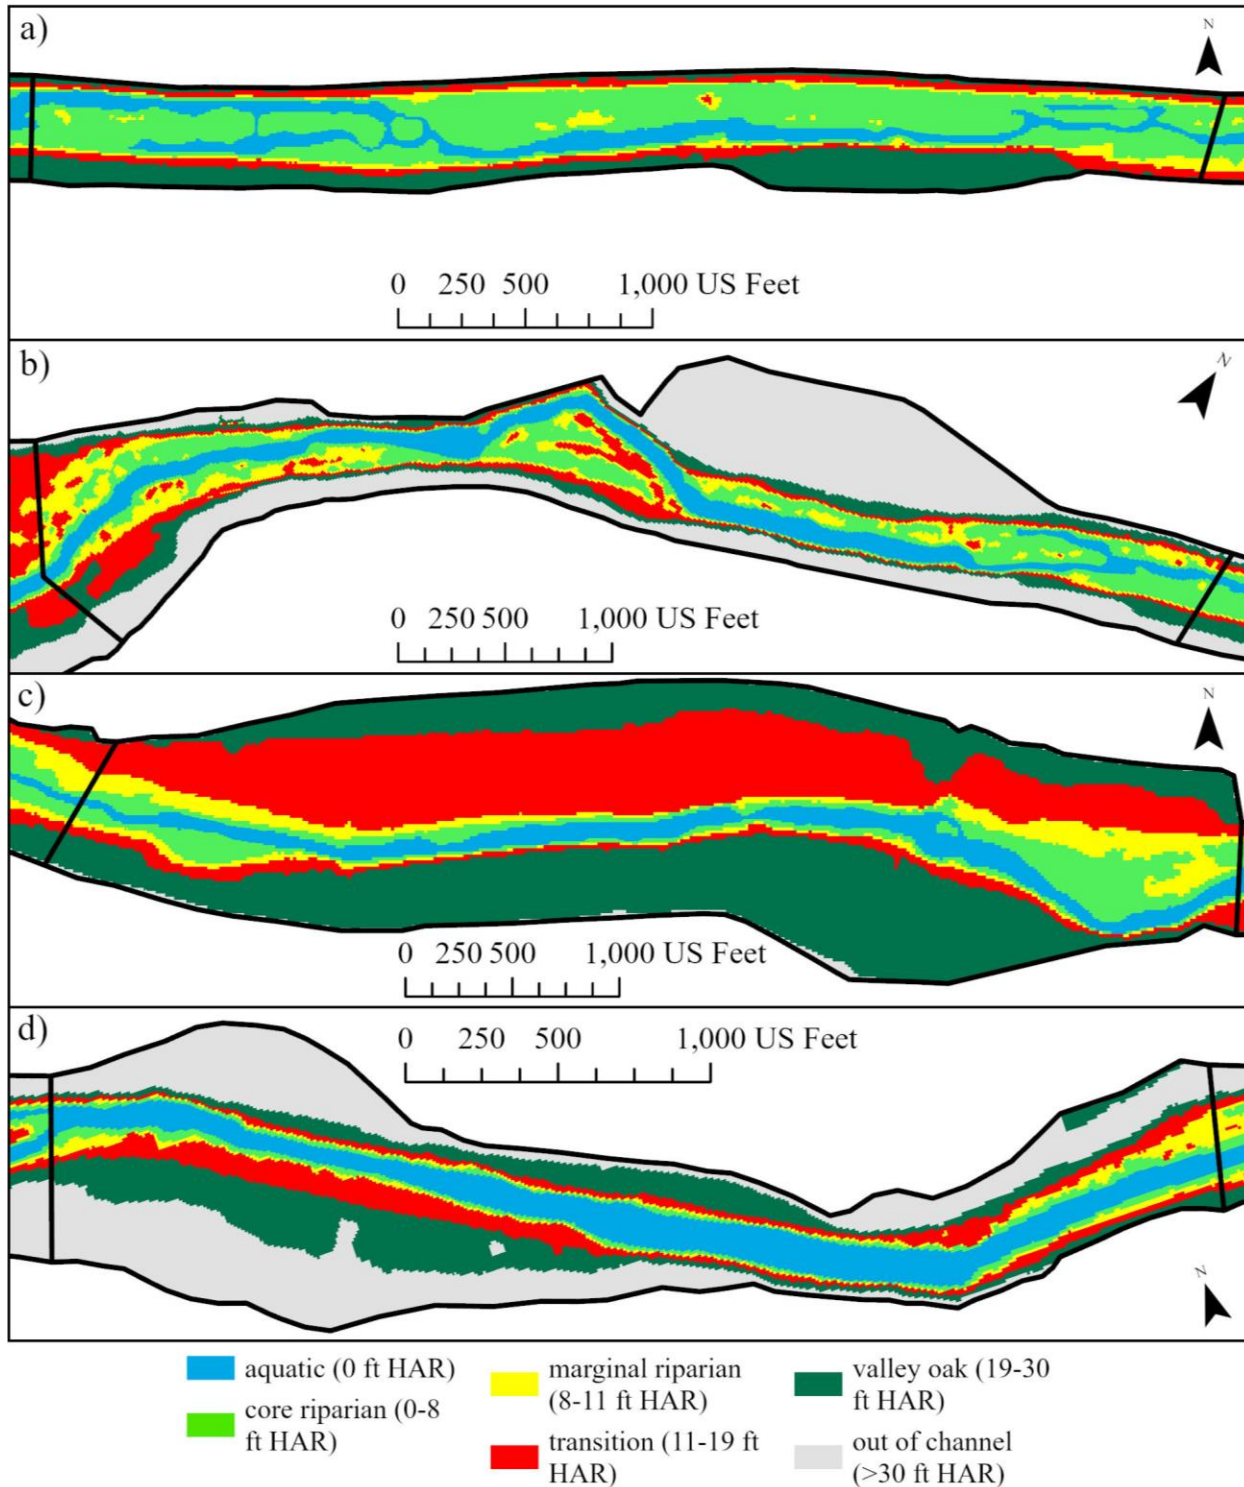 a)
N
0 250 500 1,000 US Feet
b)
N
0 250 500 1,000 US Feet
c)
N
0 250 500 1,000 US Feet
d)
0 250 500 1,000 US Feet
N
aquatic (0 ft HAR)
core riparian (0-8
ft HAR)
marginal riparian
(8-11 ft HAR)
transition (11-19 ft
HAR)
valley oak (19-30
ft HAR)
out of channel
(>30 ft HAR)